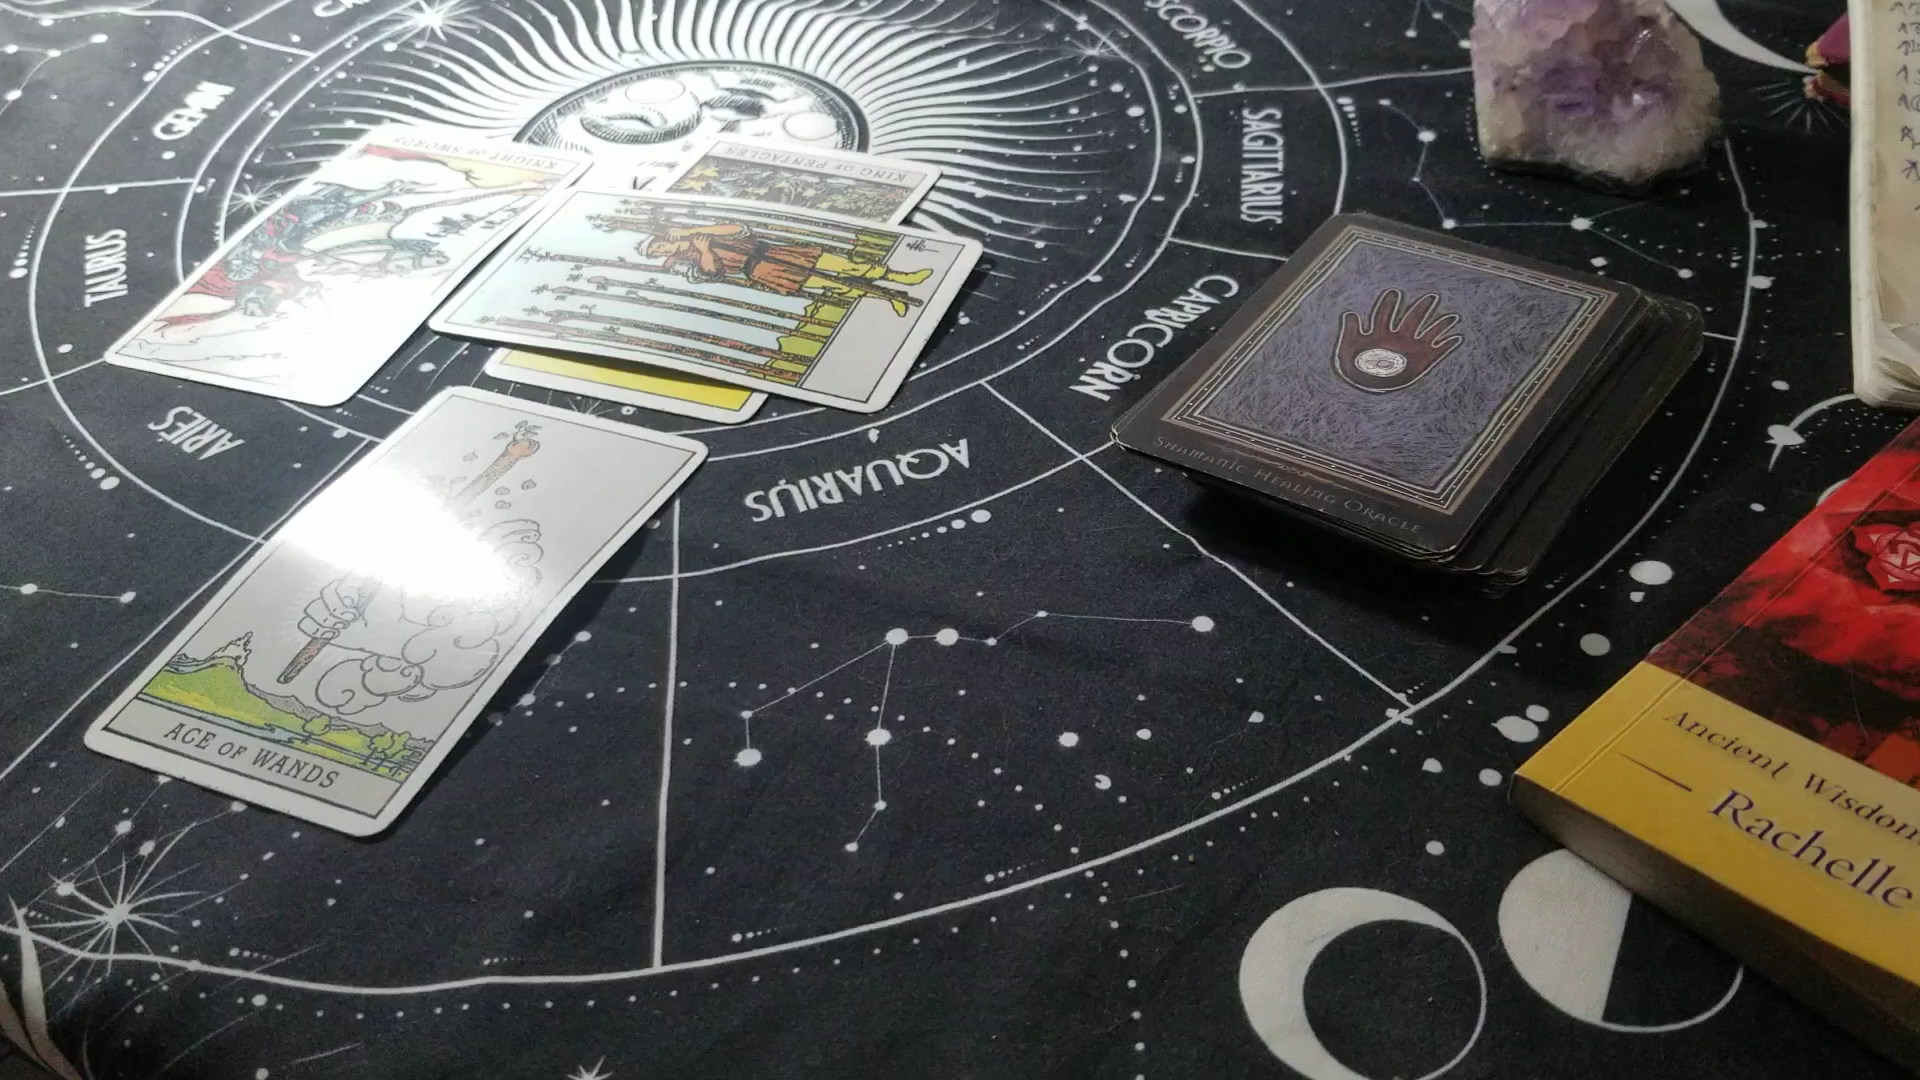 SCORPIO
GEMINI
SAGITTARIUS
TAURUS
KNIGHT OF SWORDS
KING OF PENTACLES
CAPRICORN
ARIES
AQUARIUS
SHAMANIC HEALING ORACLE
ACE OF WANDS
Ancient Wisdom
Rachelle